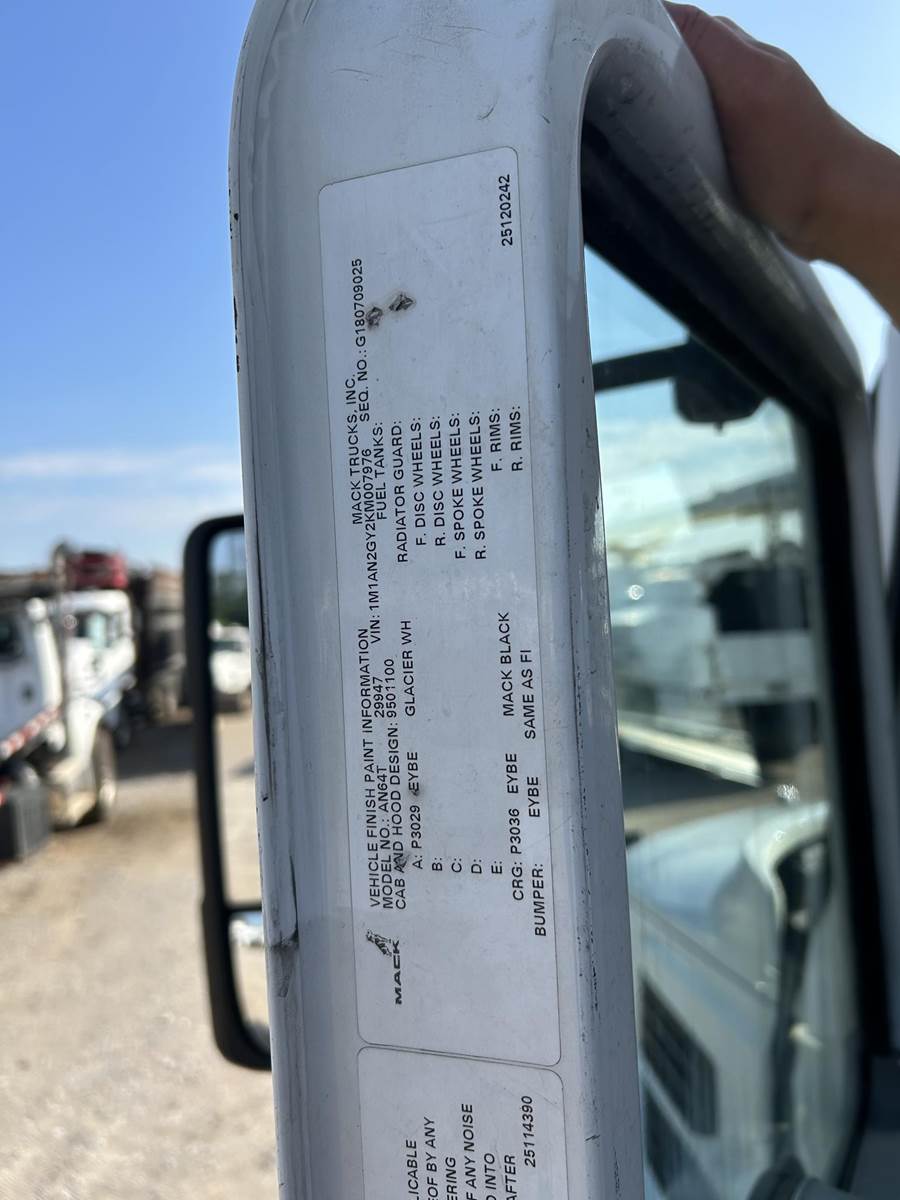 MACK
VEHICLE FINISH PAINT INFORMATION MACK TRUCKS, INC.
MODEL NO.: AN64T 29947 VIN: 1M1AN2GY2KM007976 SEQ. NO.: G180709025
CAB AND HOOD DESIGN: 9501100 FUEL TANKS:
A: P3029 EYBE GLACIER WH RADIATOR GUARD:
B: F. DISC WHEELS:
C: R. DISC WHEELS:
D: F. SPOKE WHEELS:
E: R. SPOKE WHEELS:
CRG: P3036 EYBE MACK BLACK F. RIMS:
BUMPER: EYBE SAME AS FI R. RIMS:
25120242
LICABLE
EOF BY ANY
ERING
F ANY NOISE
INTO
AFTER
25114390